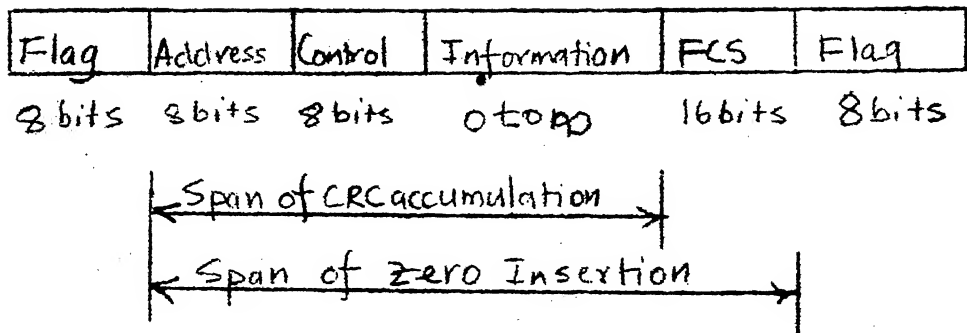 Flag Address Control Information FCS Flag
8 bits 8 bits 8 bits 0 to ∞ 16 bits 8 bits
Span of CRC accumulation
Span of zero Insertion